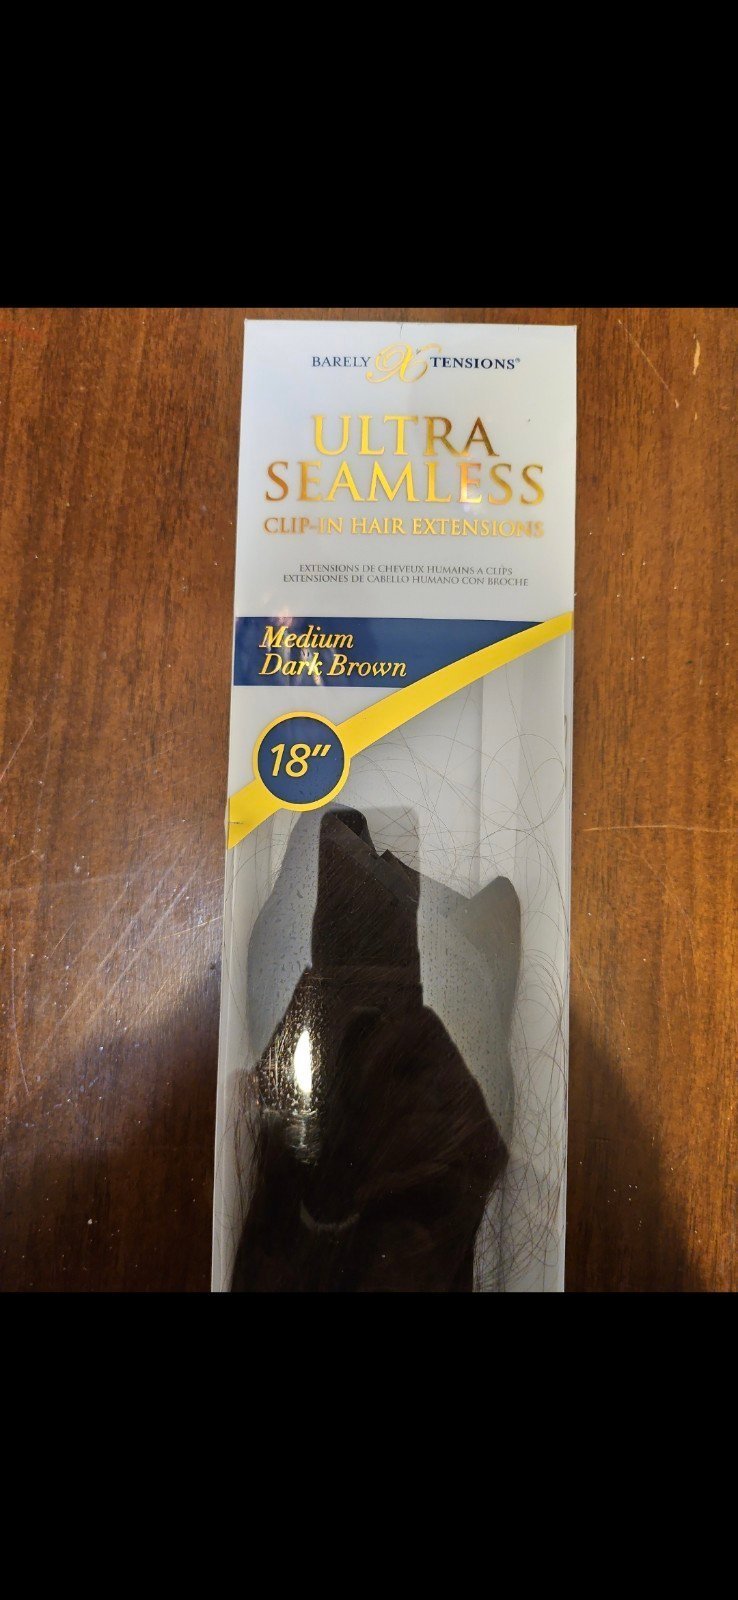 BARELY XTENSIONS®
ULTRA
SEAMLESS
CLIP-IN HAIR EXTENSIONS
EXTENSIONS DE CHEVEUX HUMAINS A CLIPS
EXTENSIONES DE CABELLO HUMANO CON BROCHE
Medium
Dark Brown
18"